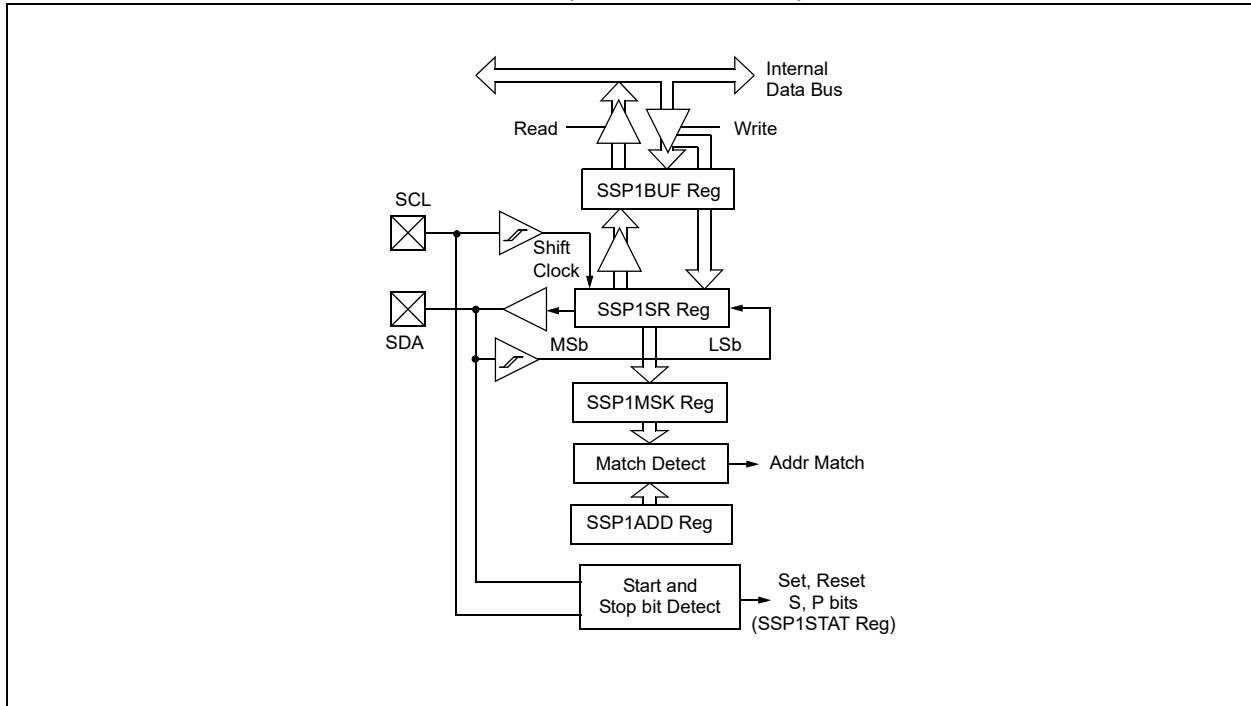 Internal
Data Bus
Read
Write
SSP1BUF Reg
SCL
Shift
Clock
SSP1SR Reg
SDA
MSb
LSb
SSP1MSK Reg
Match Detect
Addr Match
SSP1ADD Reg
Start and
Stop bit Detect
Set, Reset
S, P bits
(SSP1STAT Reg)